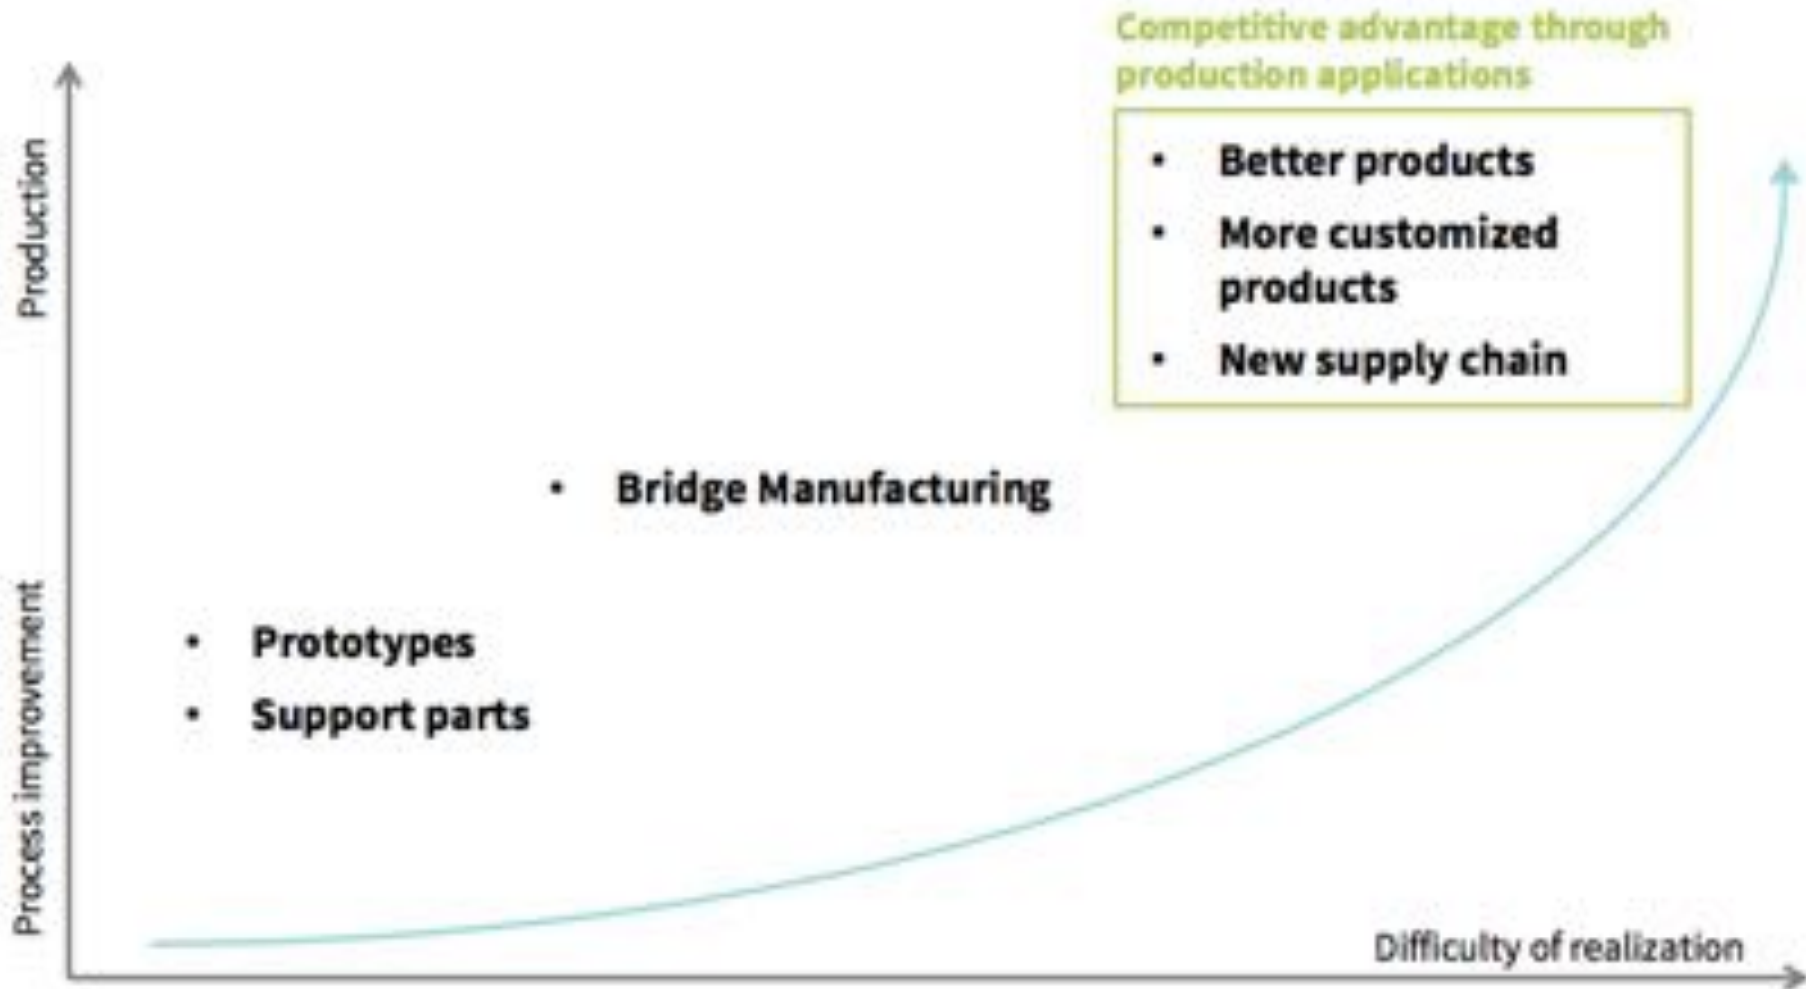 Competitive advantage through
production applications
• Better products
• More customized
products
• New supply chain
Production
• Bridge Manufacturing
• Prototypes
• Support parts
Process improvement
Difficulty of realization